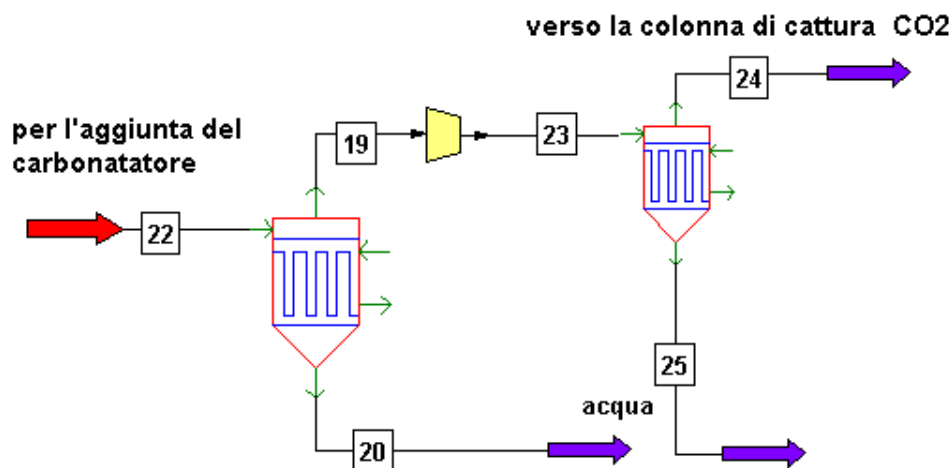 verso la colonna di cattura CO2
24
per l'aggiunta del
carbonatatore
19
23
22
25
acqua
20